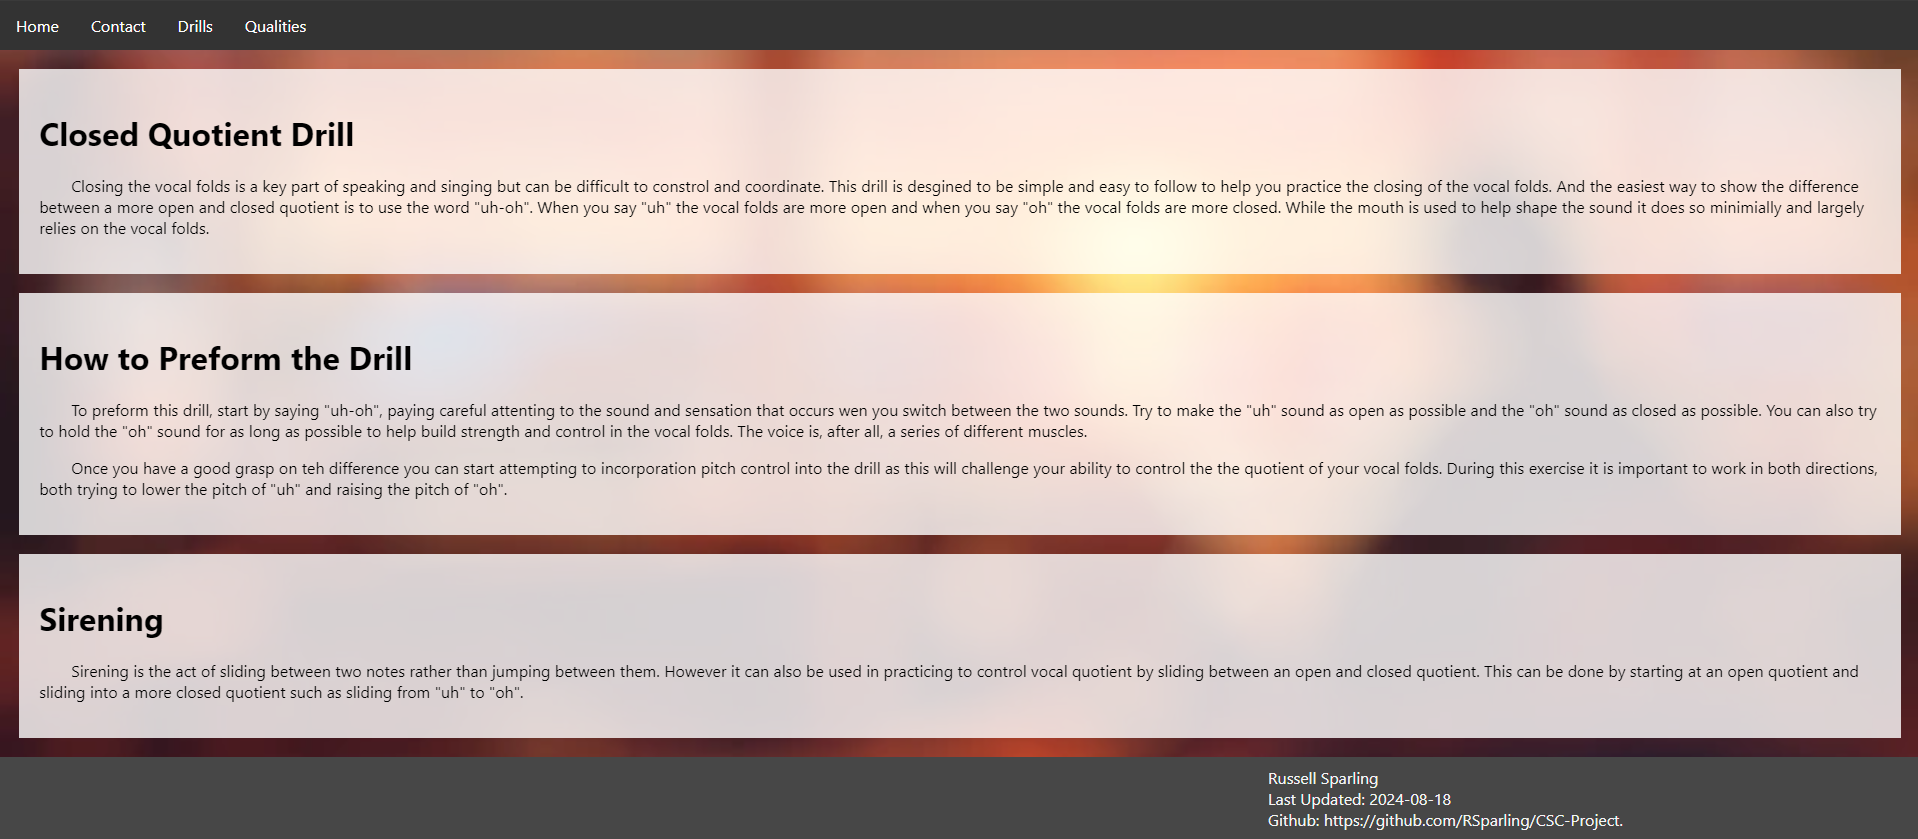 Home Contact Drills Qualities
Closed Quotient Drill
Closing the vocal folds is a key part of speaking and singing but can be difficult to constrol and coordinate. This drill is desgined to be simple and easy to follow to help you practice the closing of the vocal folds. And the easiest way to show the difference
between a more open and closed quotient is to use the word "uh-oh". When you say "uh" the vocal folds are more open and when you say "oh" the vocal folds are more closed. While the mouth is used to help shape the sound it does so minimially and largely
relies on the vocal folds.
How to Preform the Drill
To preform this drill, start by saying "uh-oh", paying careful attenting to the sound and sensation that occurs wen you switch between the two sounds. Try to make the "uh" sound as open as possible and the "oh" sound as closed as possible. You can also try
to hold the "oh" sound for as long as possible to help build strength and control in the vocal folds. The voice is, after all, a series of different muscles.
Once you have a good grasp on teh difference you can start attempting to incorporation pitch control into the drill as this will challenge your ability to control the the quotient of your vocal folds. During this exercise it is important to work in both directions,
both trying to lower the pitch of "uh" and raising the pitch of "oh".
Sirening
Sirening is the act of sliding between two notes rather than jumping between them. However it can also be used in practicing to control vocal quotient by sliding between an open and closed quotient. This can be done by starting at an open quotient and
sliding into a more closed quotient such as sliding from "uh" to "oh".
Russell Sparling
Last Updated: 2024-08-18
Github: https://github.com/RSparling/CSC-Project.